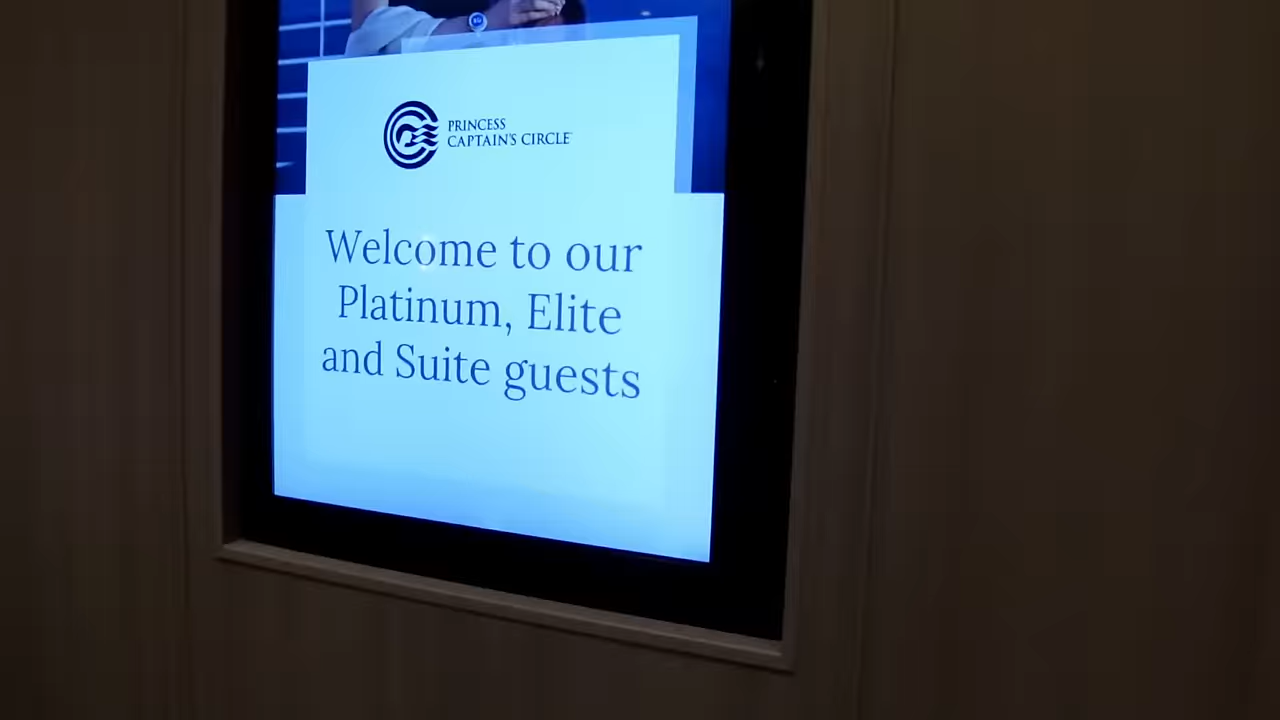 PRINCESS
CAPTAIN'S CIRCLE
Welcome to our
Platinum, Elite
and Suite guests